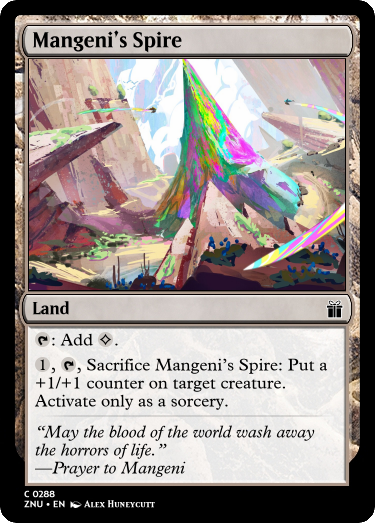 Mangeni's Spire
Land
: Add .
1, , Sacrifice Mangeni's Spire: Put a
+1/+1 counter on target creature.
Activate only as a sorcery.
“May the blood of the world wash away
the horrors of life.”
—Prayer to Mangeni
C 0288
ZNU • EN Alex Huneycutt